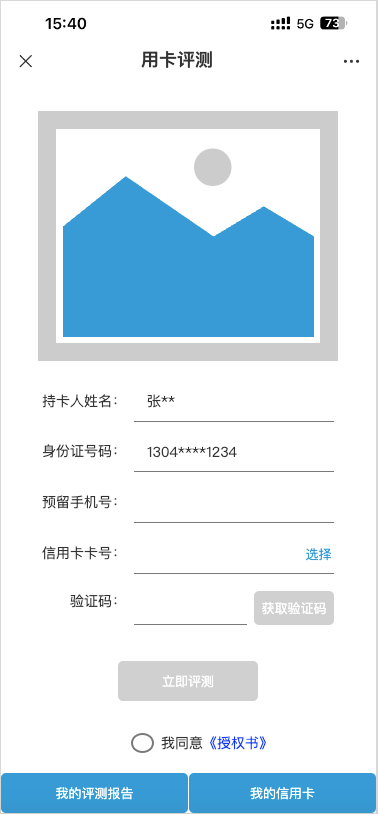 15:40 5G 73
用卡评测
持卡人姓名： 张**
身份证号码： 1304****1234
预留手机号：
信用卡卡号： 选择
验证码： 获取验证码
立即评测
我同意《授权书》
我的评测报告 我的信用卡